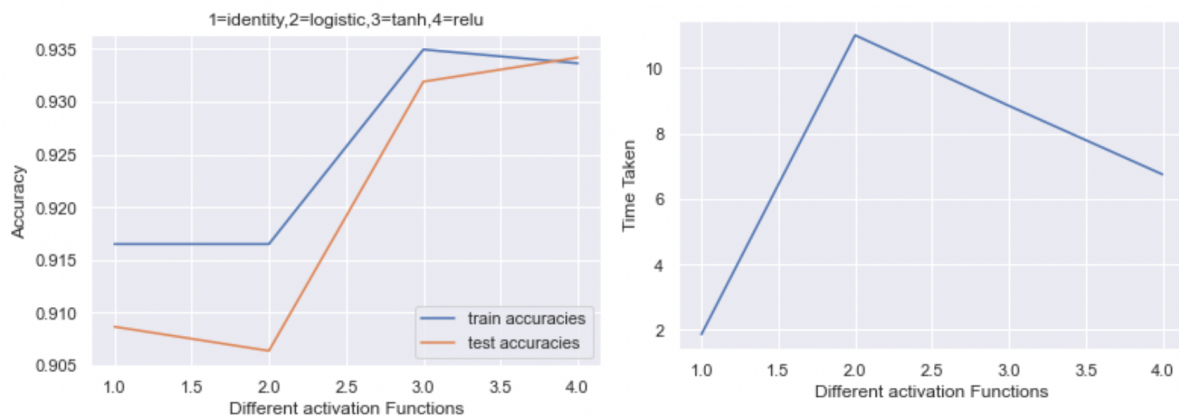 1=identity,2=logistic,3=tanh,4=relu
Accuracy
0.935
0.930
0.925
0.920
0.915
0.910
0.905
train accuracies
test accuracies
1.0 1.5 2.0 2.5 3.0 3.5 4.0
Different activation Functions
Time Taken
10
8
6
4
2
1.0 1.5 2.0 2.5 3.0 3.5 4.0
Different activation Functions